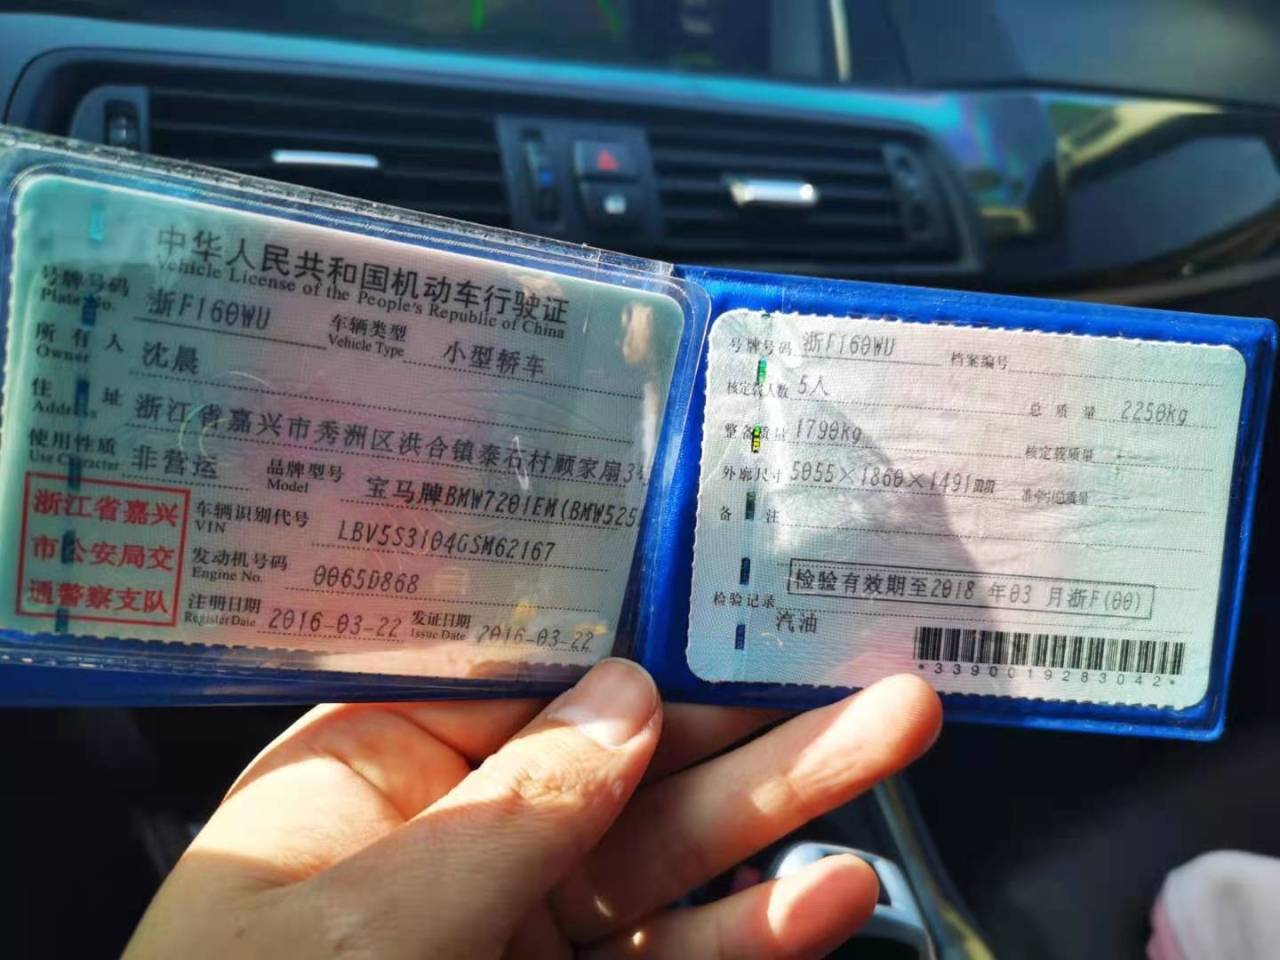 中华人民共和国机动车行驶证
Vehicle License of the People's Republic of China
号牌号码 浙F160WU 车辆类型 小型轿车
Plate No. Vehicle Type
所有人 沈晨
Owner
住址 浙江省嘉兴市秀洲区洪合镇泰石村顾家扇3号
Address
使用性质 非营运 品牌型号 宝马牌BMW7201EM(BMW525
Use Character Model
浙江省嘉兴
市公安局交
通警察支队
车辆识别代号 LBV5S3104GSM62167
VIN
发动机号码 0065D868
Engine No.
注册日期 2016-03-22 发证日期 2016-03-22
Register Date Issue Date
号牌号码 浙F160WU 档案编号
核定载人数 5人 总质量 2250kg
整备质量 1790kg 核定载质量 --
外廓尺寸 5055×1860×1491mm 准牵引总质量 --
备注
检验有效期至2018 年03 月浙F(00)
检验记录
汽油
*3390019283042*